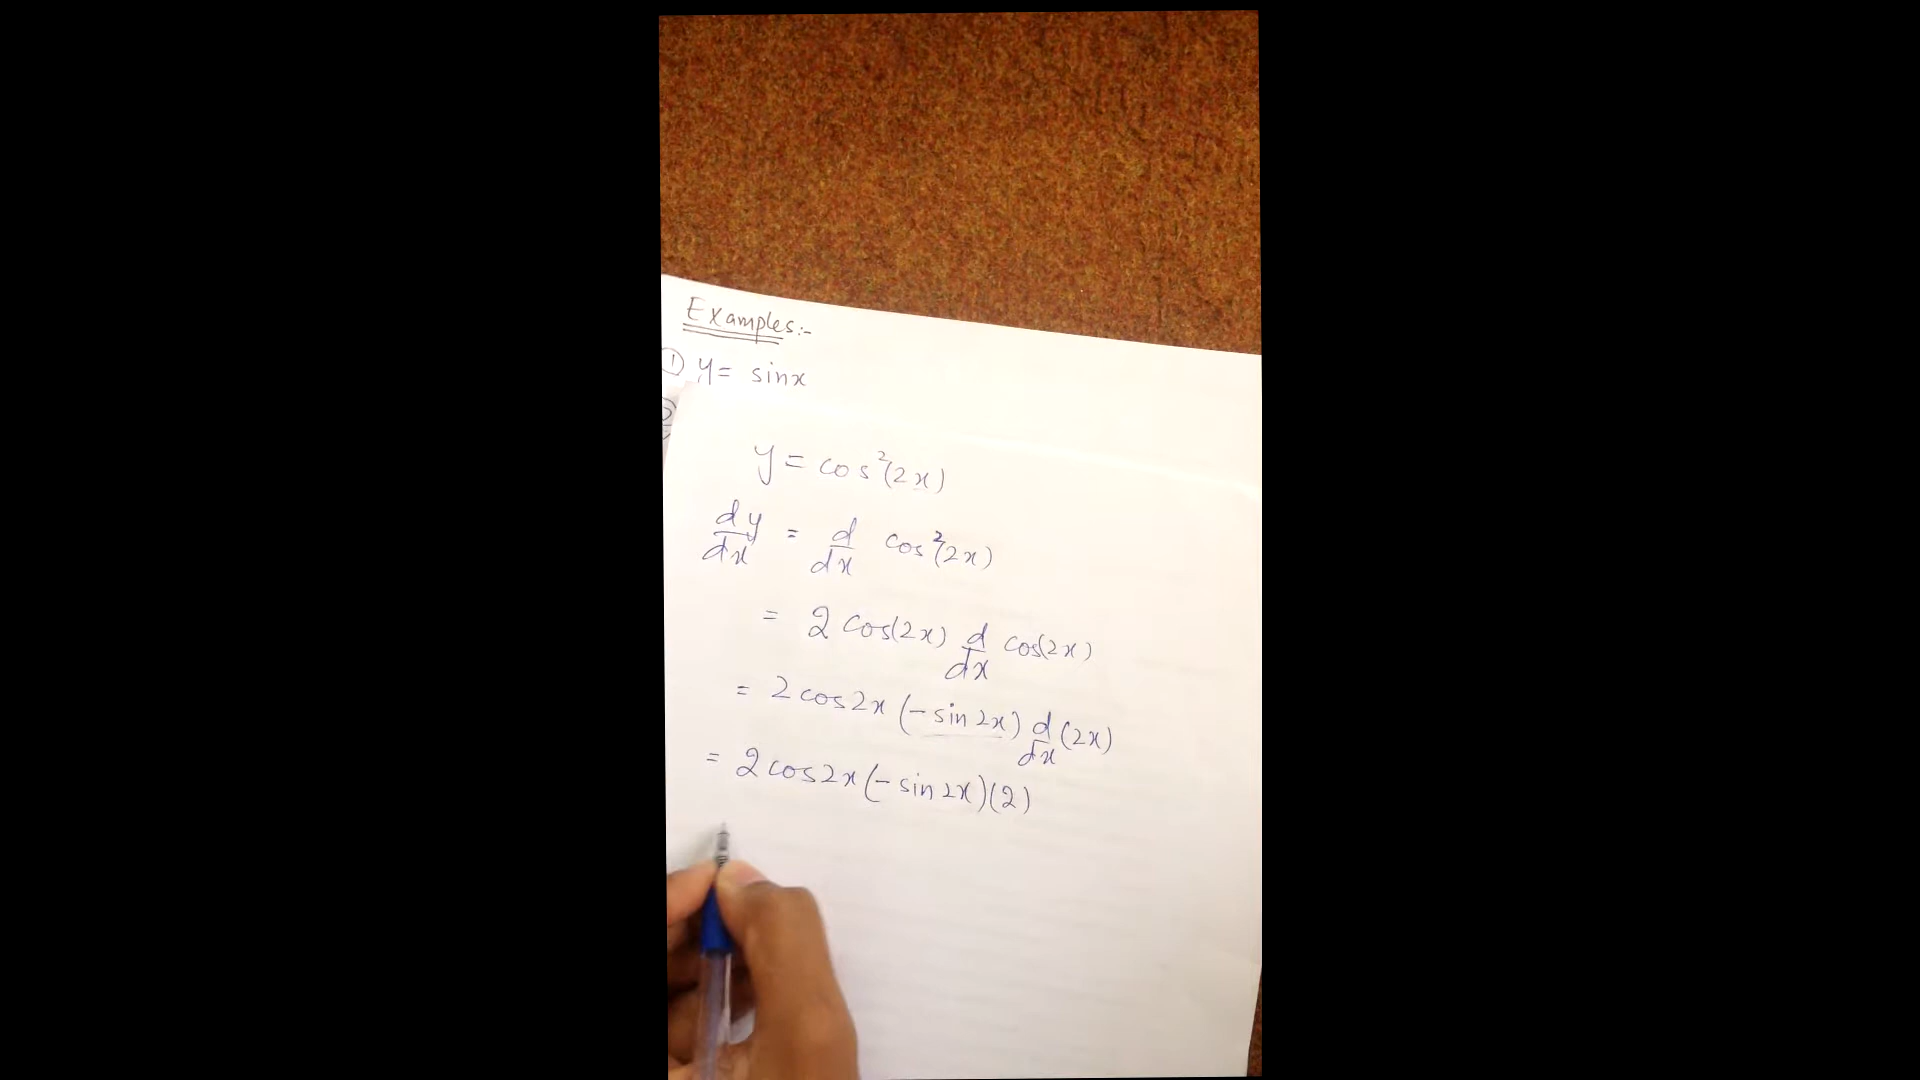 Examples:-
① y = sinx
y = cos²(2x)
dy/dx = d/dx cos²(2x)
= 2 cos(2x) d/dx cos(2x)
= 2 cos2x (-sin 2x) d/dx (2x)
= 2 cos2x (-sin 2x)(2)